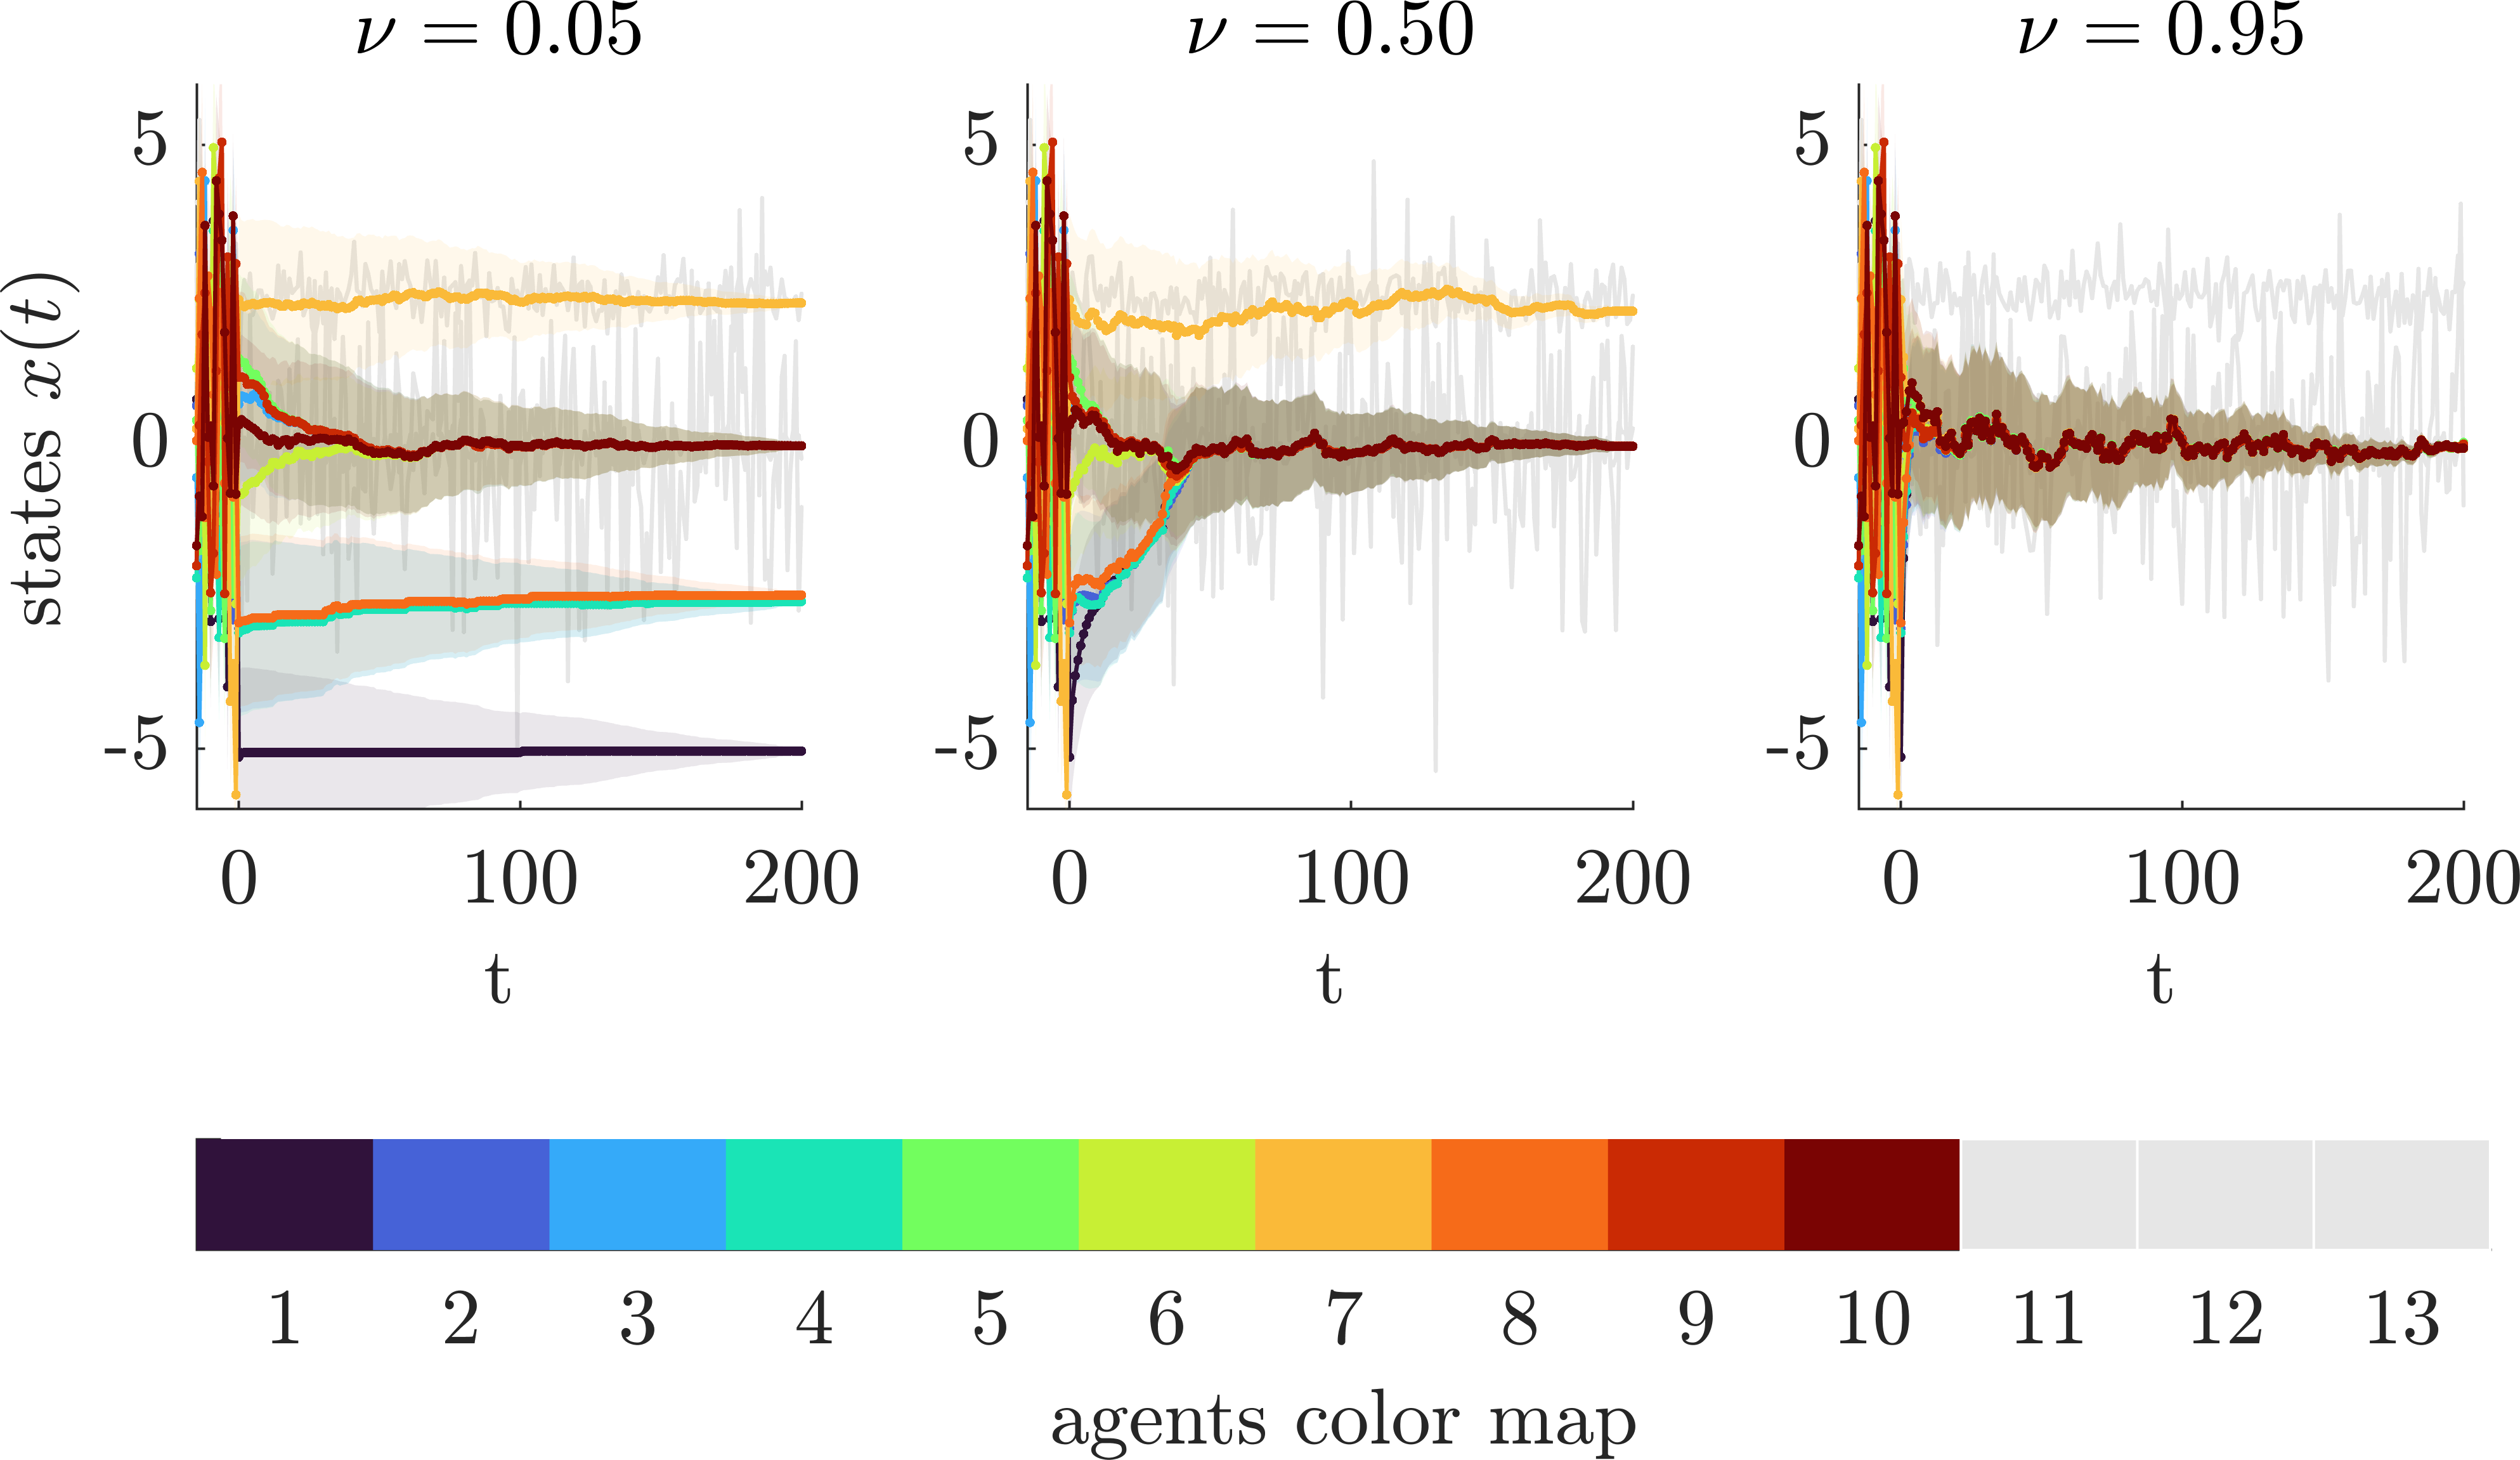 ν = 0.05 ν = 0.50 ν = 0.95
states x(t)
5 5 5
0 0 0
-5 -5 -5
0 100 200 0 100 200 0 100 200
t t t
1 2 3 4 5 6 7 8 9 10 11 12 13
agents color map